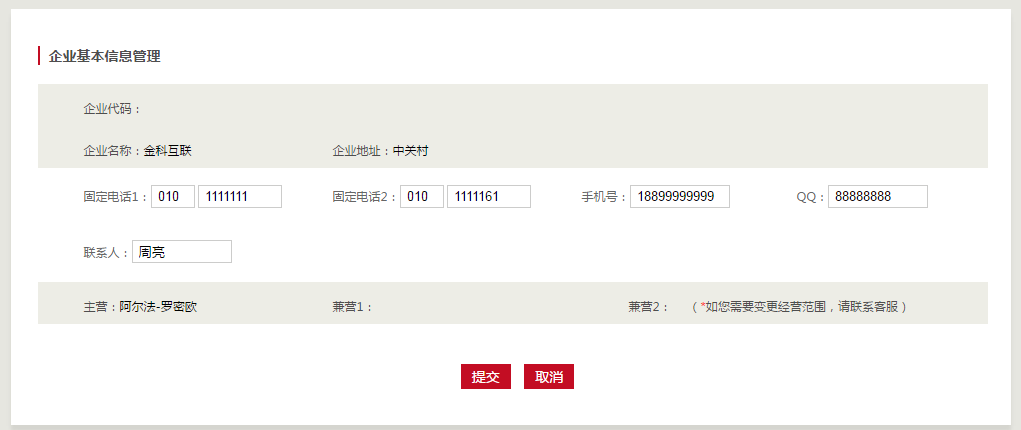 企业基本信息管理
企业代码：
企业名称：金科互联 企业地址：中关村
固定电话1： 010 1111111 固定电话2： 010 1111161 手机号： 18899999999 QQ： 88888888
联系人： 周亮
主营：阿尔法-罗密欧 兼营1： 兼营2： （*如您需要变更经营范围，请联系客服）
提交 取消